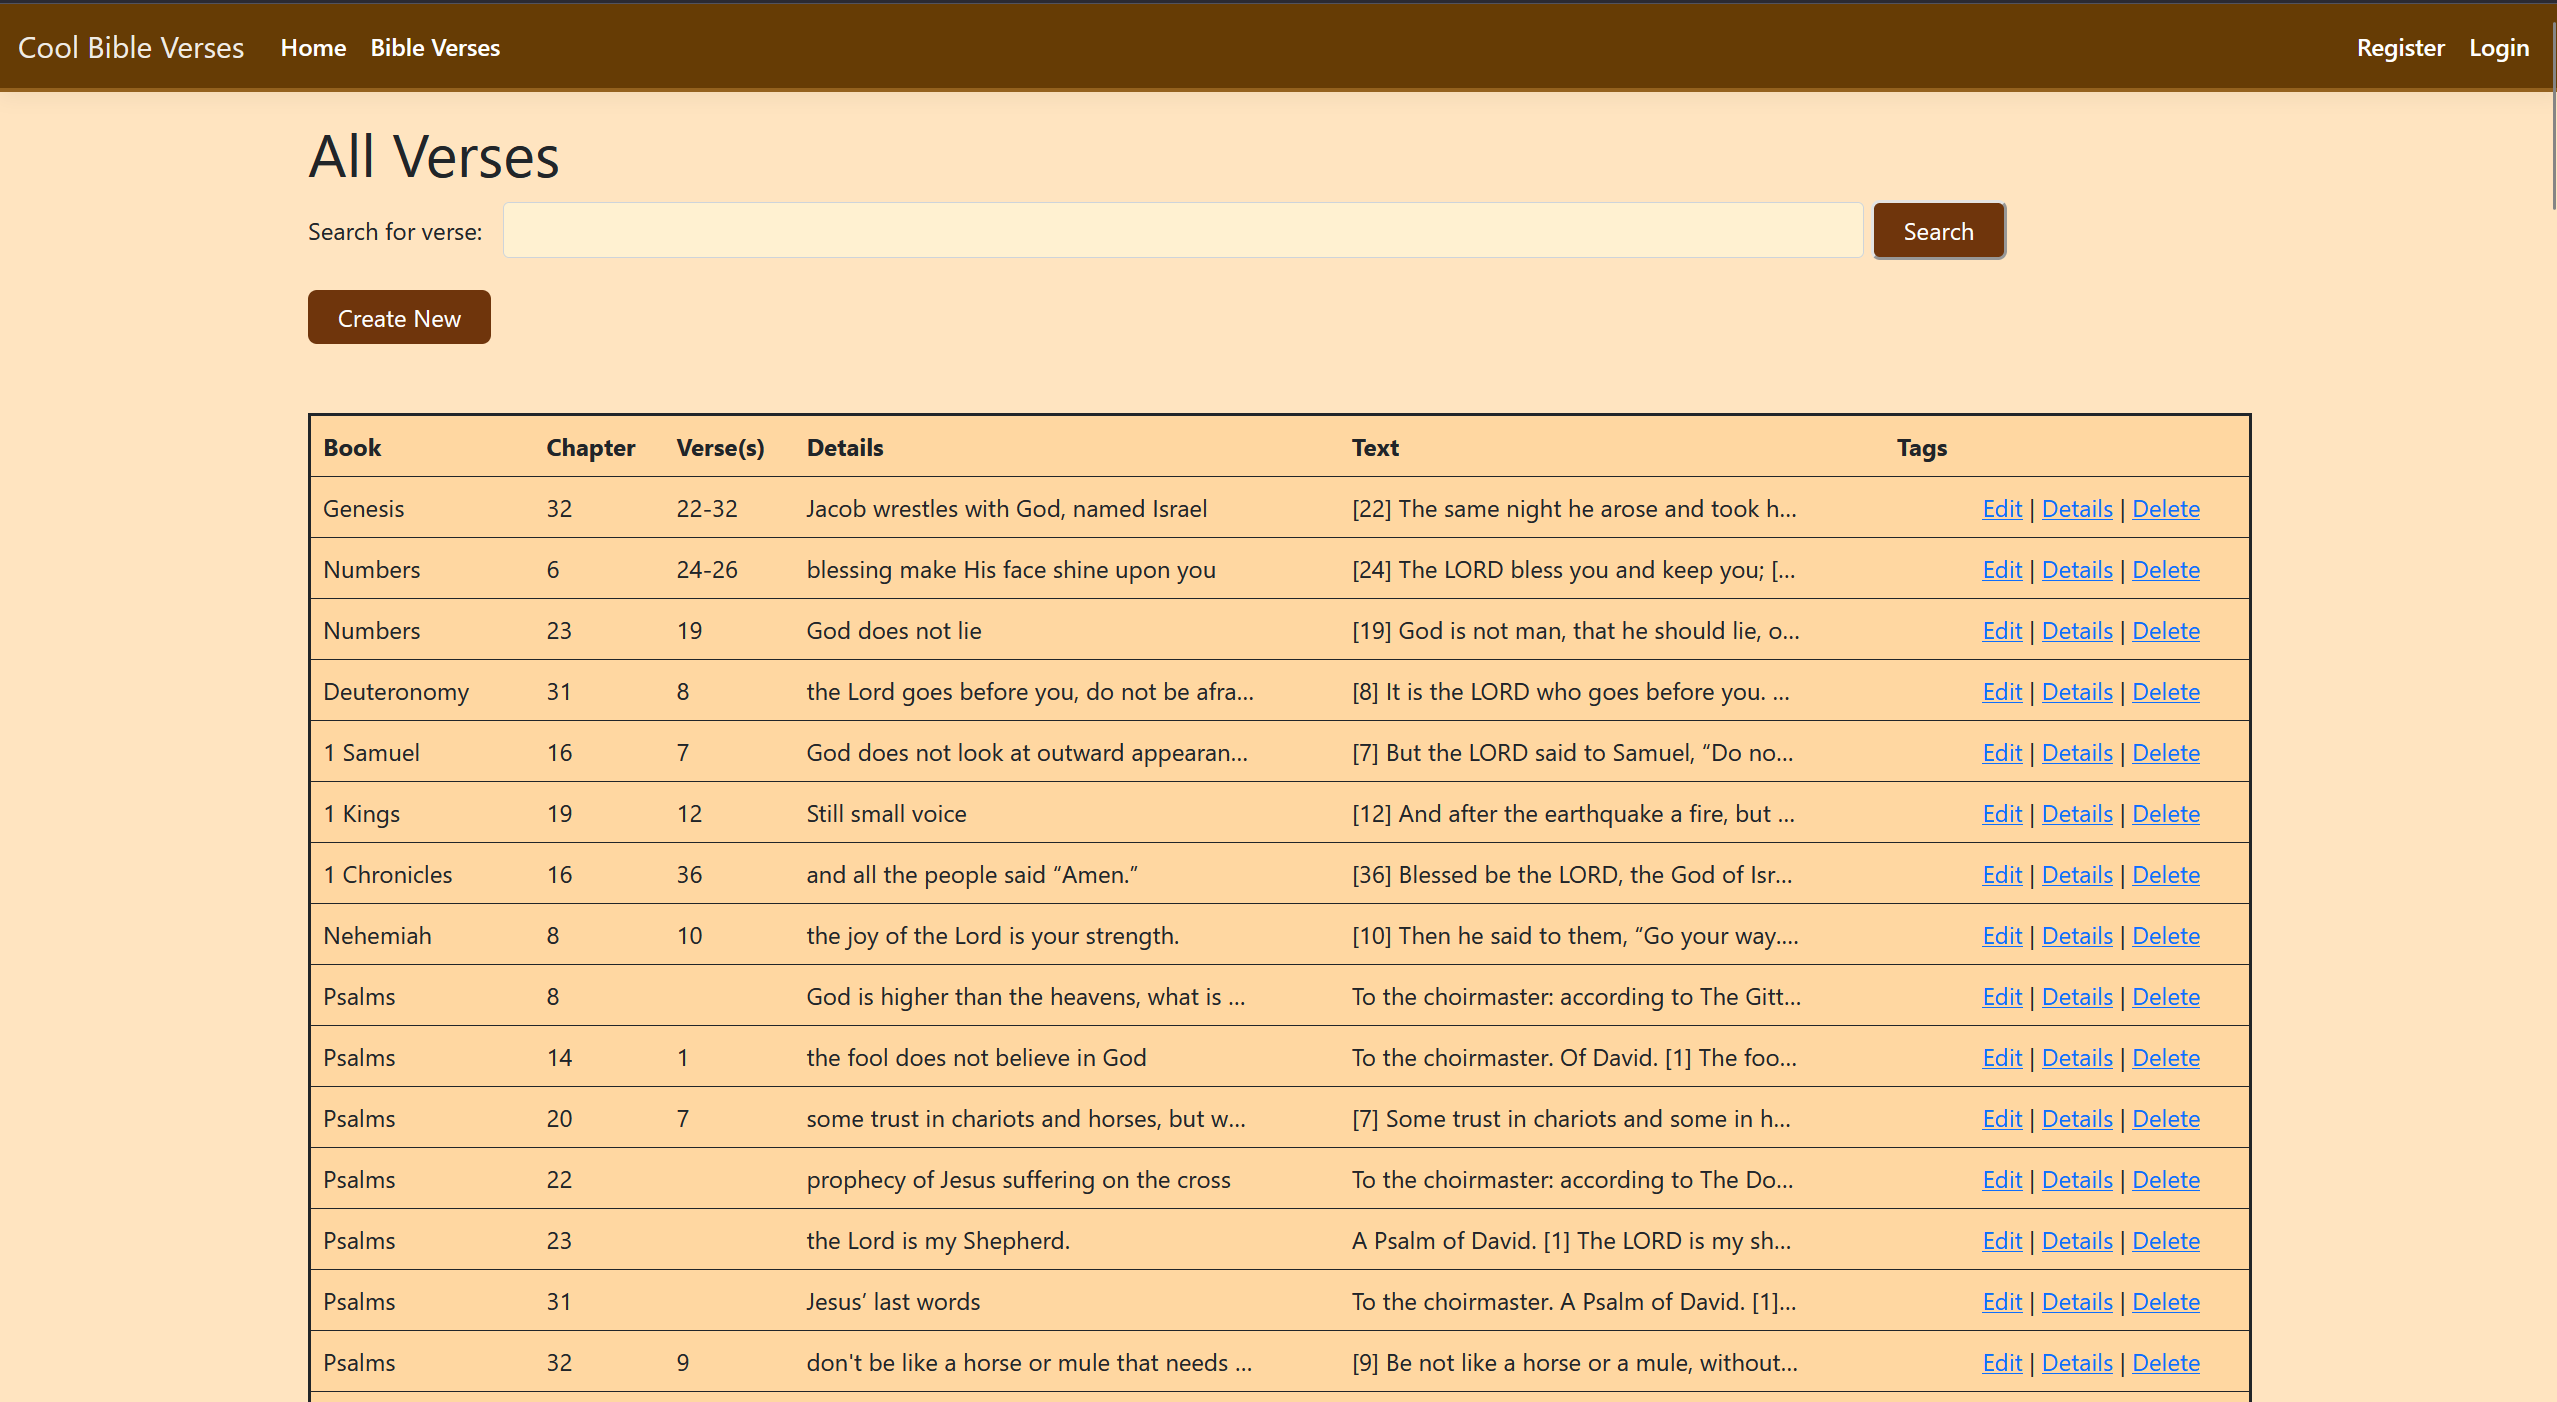 Cool Bible Verses Home Bible Verses Register Login
All Verses
Search for verse: Search
Create New
Book Chapter Verse(s) Details Text Tags
Genesis 32 22-32 Jacob wrestles with God, named Israel [22] The same night he arose and took h... Edit | Details | Delete
Numbers 6 24-26 blessing make His face shine upon you [24] The LORD bless you and keep you; [... Edit | Details | Delete
Numbers 23 19 God does not lie [19] God is not man, that he should lie, o... Edit | Details | Delete
Deuteronomy 31 8 the Lord goes before you, do not be afra... [8] It is the LORD who goes before you. ... Edit | Details | Delete
1 Samuel 16 7 God does not look at outward appearan... [7] But the LORD said to Samuel, “Do no... Edit | Details | Delete
1 Kings 19 12 Still small voice [12] And after the earthquake a fire, but ... Edit | Details | Delete
1 Chronicles 16 36 and all the people said “Amen.” [36] Blessed be the LORD, the God of Isr... Edit | Details | Delete
Nehemiah 8 10 the joy of the Lord is your strength. [10] Then he said to them, “Go your way.... Edit | Details | Delete
Psalms 8 God is higher than the heavens, what is ... To the choirmaster: according to The Gitt... Edit | Details | Delete
Psalms 14 1 the fool does not believe in God To the choirmaster. Of David. [1] The foo... Edit | Details | Delete
Psalms 20 7 some trust in chariots and horses, but w... [7] Some trust in chariots and some in h... Edit | Details | Delete
Psalms 22 prophecy of Jesus suffering on the cross To the choirmaster: according to The Do... Edit | Details | Delete
Psalms 23 the Lord is my Shepherd. A Psalm of David. [1] The LORD is my sh... Edit | Details | Delete
Psalms 31 Jesus’ last words To the choirmaster. A Psalm of David. [1]... Edit | Details | Delete
Psalms 32 9 don't be like a horse or mule that needs ... [9] Be not like a horse or a mule, without... Edit | Details | Delete